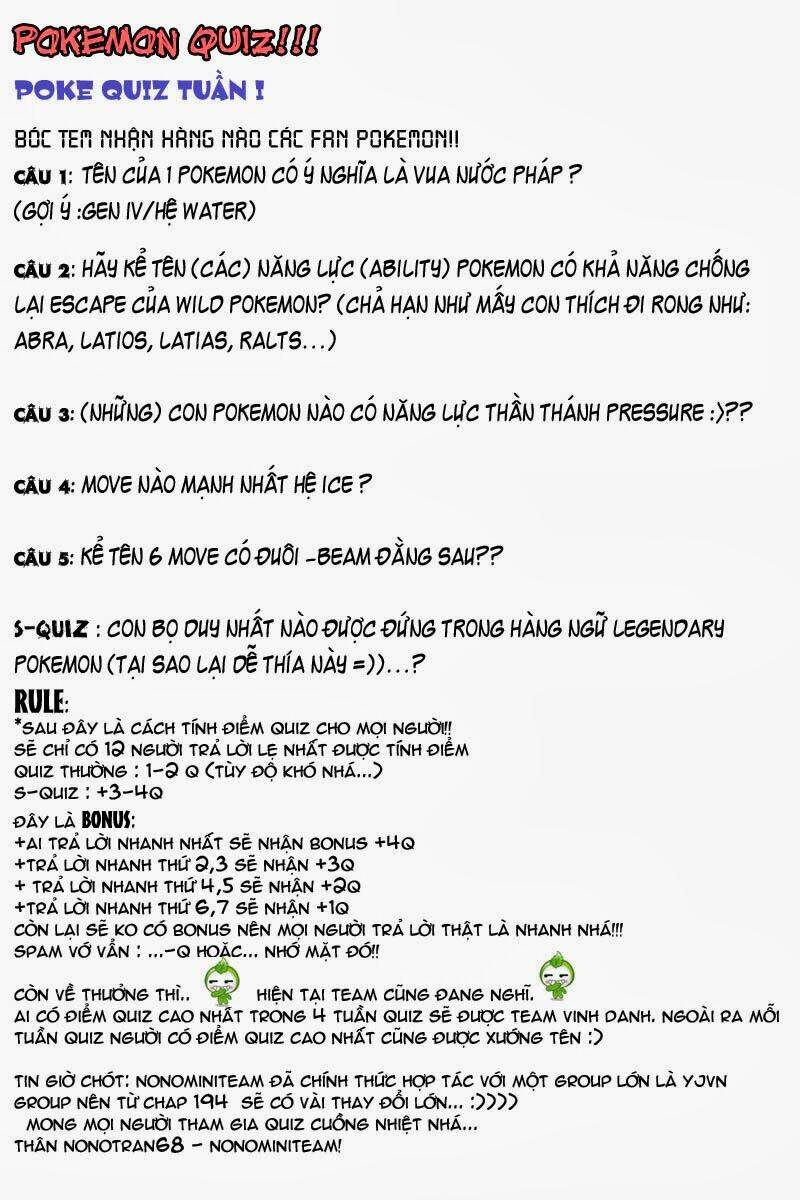 POKEMON QUIZ!!!
POKE QUIZ TUẦN I
BÓC TEM NHẬN HÀNG NÀO CÁC FAN POKEMON!!
CÂU 1: TÊN CỦA 1 POKEMON CÓ Ý NGHĨA LÀ VUA NƯỚC PHÁP ?
(GỢI Ý :GEN IV/HỆ WATER)
CÂU 2: HÃY KỂ TÊN (CÁC) NĂNG LỰC (ABILITY) POKEMON CÓ KHẢ NĂNG CHỐNG
LẠI ESCAPE CỦA WILD POKEMON? (CHẢ HẠN NHƯ MẤY CON THÍCH ĐI RONG NHƯ:
ABRA, LATIOS, LATIAS, RALTS...)
CÂU 3: (NHỮNG) CON POKEMON NÀO CÓ NĂNG LỰC THẦN THÁNH PRESSURE :)??
CÂU 4: MOVE NÀO MẠNH NHẤT HỆ ICE ?
CÂU 5: KỂ TÊN 6 MOVE CÓ ĐUÔI -BEAM ĐẰNG SAU??
S-QUIZ : CON BỌ DUY NHẤT NÀO ĐƯỢC ĐỨNG TRONG HÀNG NGŨ LEGENDARY
POKEMON (TẠI SAO LẠI DỄ THÍA NÀY =))...?
RULE:
*SAU ĐÂY LÀ CÁCH TÍNH ĐIỂM QUIZ CHO MỌI NGƯỜI!!
SẼ CHỈ CÓ 12 NGƯỜI TRẢ LỜI LẸ NHẤT ĐƯỢC TÍNH ĐIỂM
QUIZ THƯỜNG : 1-2 Q (TÙY ĐỘ KHÓ NHÁ...)
S-QUIZ : +3-4Q
ĐÂY LÀ BONUS:
+AI TRẢ LỜI NHANH NHẤT SẼ NHẬN BONUS +4Q
+TRẢ LỜI NHANH THỨ 2,3 SẼ NHẬN +3Q
+ TRẢ LỜI NHANH THỨ 4,5 SẼ NHẬN +2Q
+TRẢ LỜI NHANH THỨ 6,7 SẼ NHẬN +1Q
CÒN LẠI SẼ KO CÓ BONUS NÊN MỌI NGƯỜI TRẢ LỜI THẬT LÀ NHANH NHÁ!!!
SPAM VỚ VẨN : ...-Q HOẶC... NHỚ MẶT ĐÓ!!
CÒN VỀ THƯỞNG THÌ.. HIỆN TẠI TEAM CŨNG ĐANG NGHĨ.
AI CÓ ĐIỂM QUIZ CAO NHẤT TRONG 4 TUẦN QUIZ SẼ ĐƯỢC TEAM VINH DANH. NGOÀI RA MỖI
TUẦN QUIZ NGƯỜI CÓ ĐIỂM QUIZ CAO NHẤT CŨNG ĐƯỢC XƯỚNG TÊN :)
TIN GIỜ CHÓT: NONOMINITEAM ĐÃ CHÍNH THỨC HỢP TÁC VỚI MỘT GROUP LỚN LÀ YJVN
GROUP NÊN TỪ CHAP 194 SẼ CÓ VÀI THAY ĐỔI LỚN... :))))
MONG MỌI NGƯỜI THAM GIA QUIZ CUỒNG NHIỆT NHÁ...
THÂN NONOTRAN68 - NONOMINITEAM!